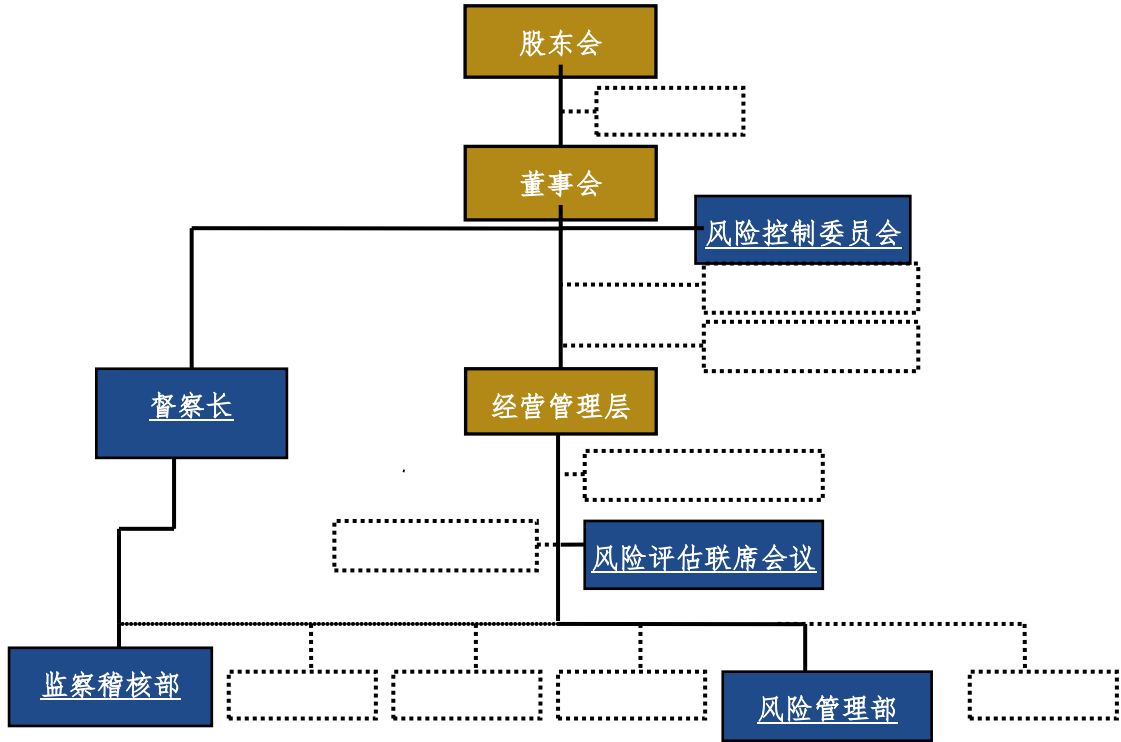 股东会
董事会
风险控制委员会
督察长
经营管理层
风险评估联席会议
监察稽核部
风险管理部